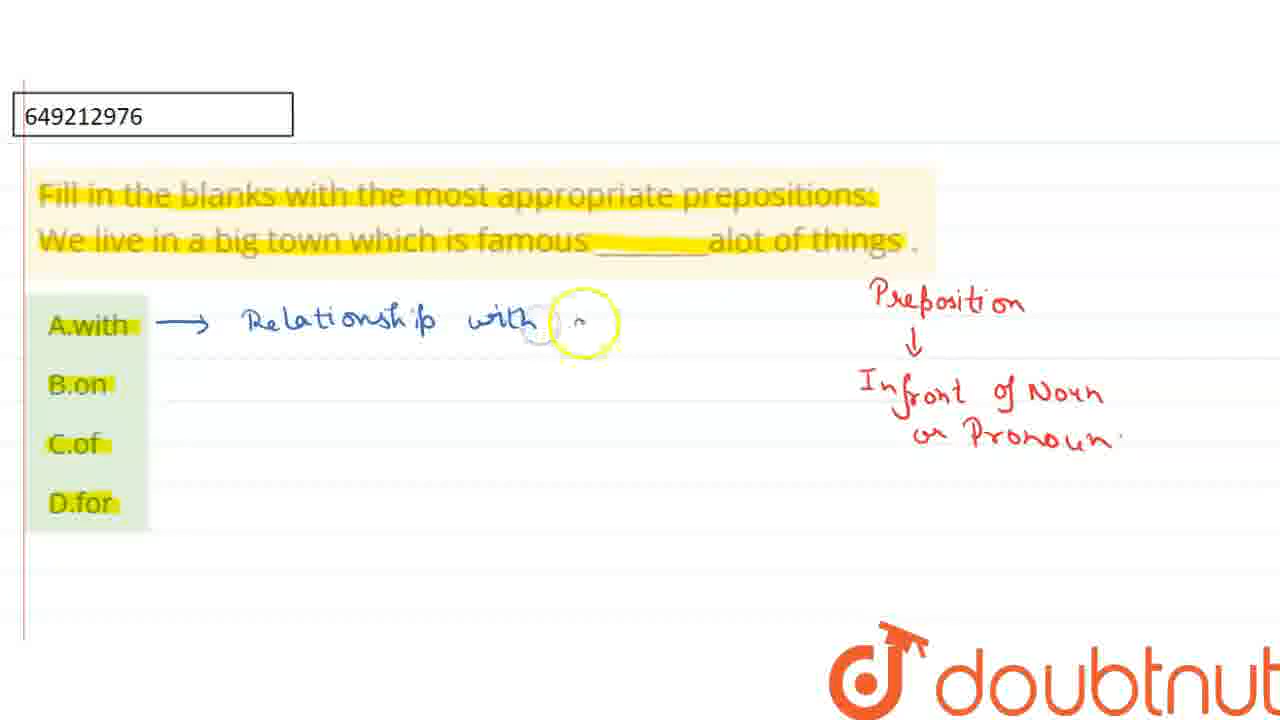 649212976
Fill in the blanks with the most appropriate prepositions:
We live in a big town which is famous ________ alot of things .
A.with → Relationship with
B.on
C.of
D.for
Preposition
↓
Infront of Noun
or Pronoun.
doubtnut